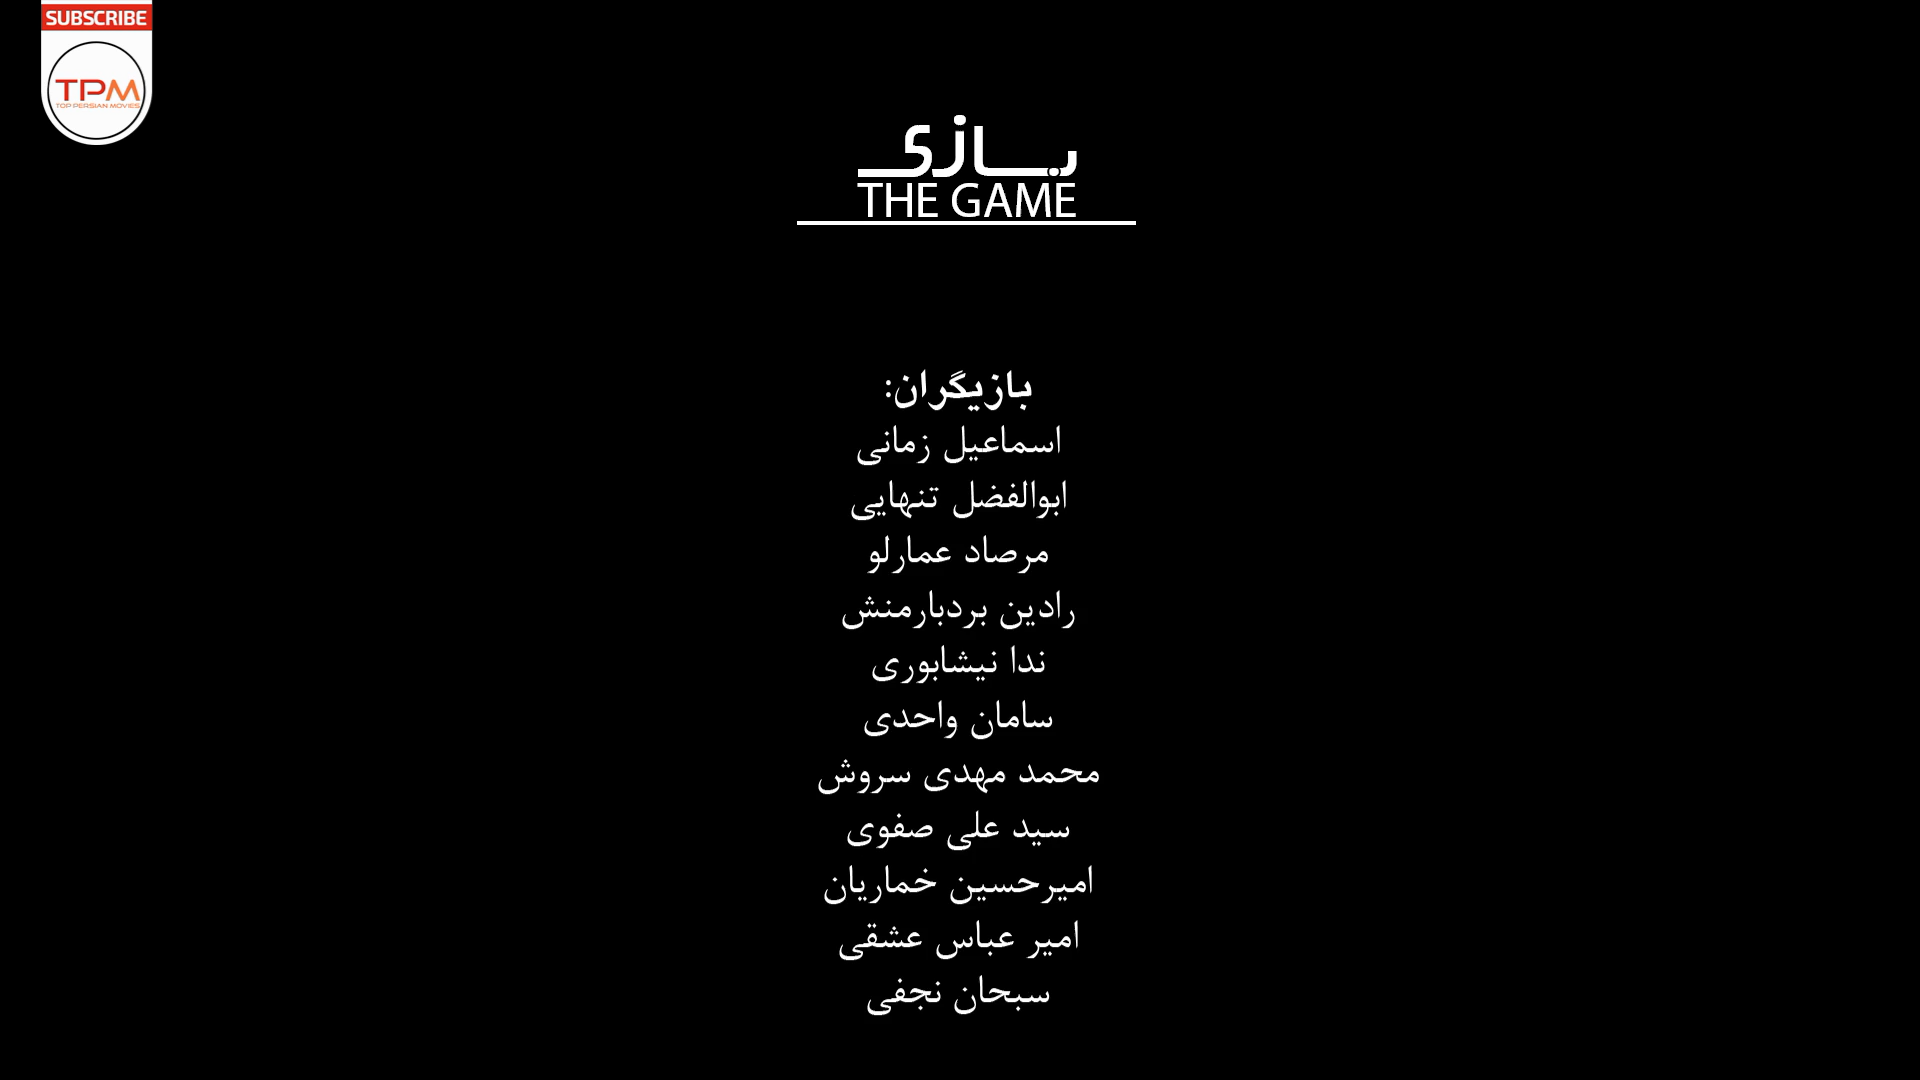 SUBSCRIBE
TPM
TOP PERSIAN MOVIES
بازی
THE GAME
بازیگران:
اسماعیل زمانی
ابوالفضل تنهایی
مرصاد عمارلو
رادین بردبارمنش
ندا نیشابوری
سامان واحدی
محمد مهدی سروش
سید علی صفوی
امیرحسین خماریان
امیر عباس عشقی
سبحان نجفی